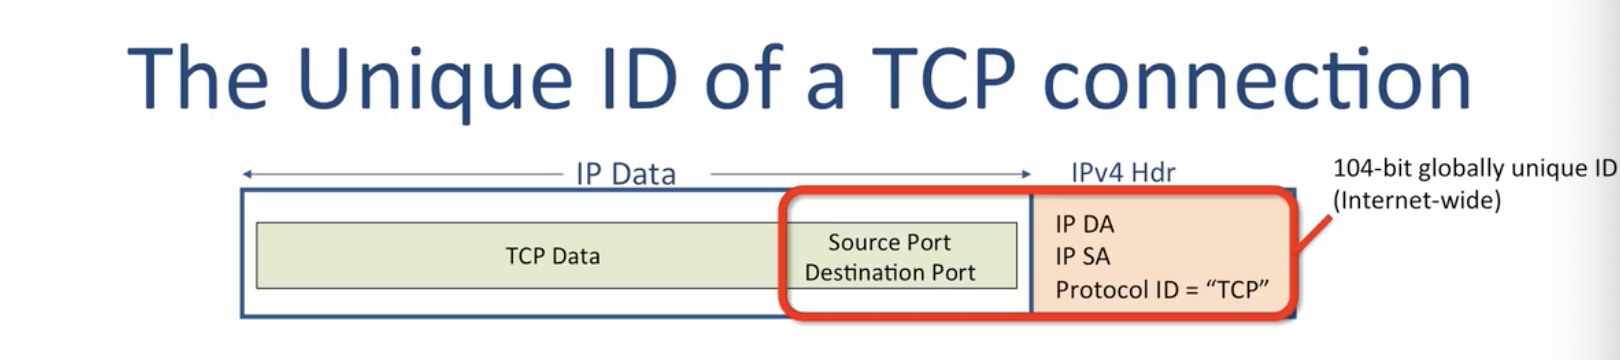 The Unique ID of a TCP connection
IP Data
IPv4 Hdr
104-bit globally unique ID
(Internet-wide)
TCP Data
Source Port
Destination Port
IP DA
IP SA
Protocol ID = “TCP”